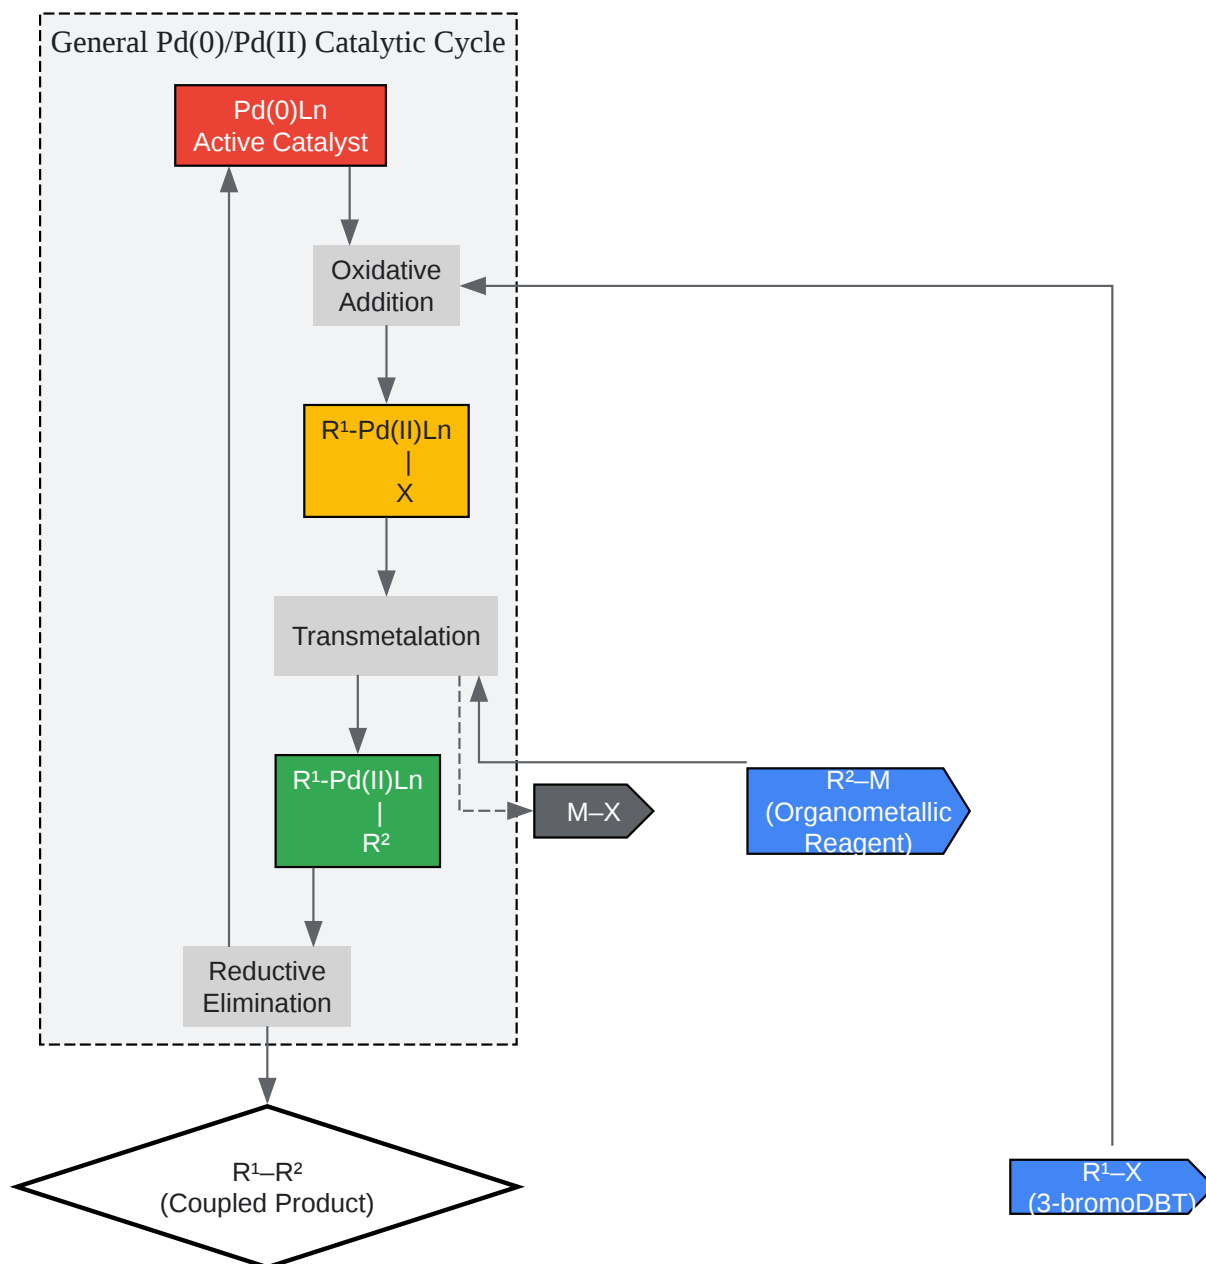 General Pd(0)/Pd(II) Catalytic Cycle
Pd(0)Ln
Active Catalyst
Oxidative
Addition
R¹-Pd(II)Ln
|
X
Transmetalation
R¹-Pd(II)Ln
|
R²
M–X
R²–M
(Organometallic
Reagent)
Reductive
Elimination
R¹–R²
(Coupled Product)
R¹–X
(3-bromoDBT)